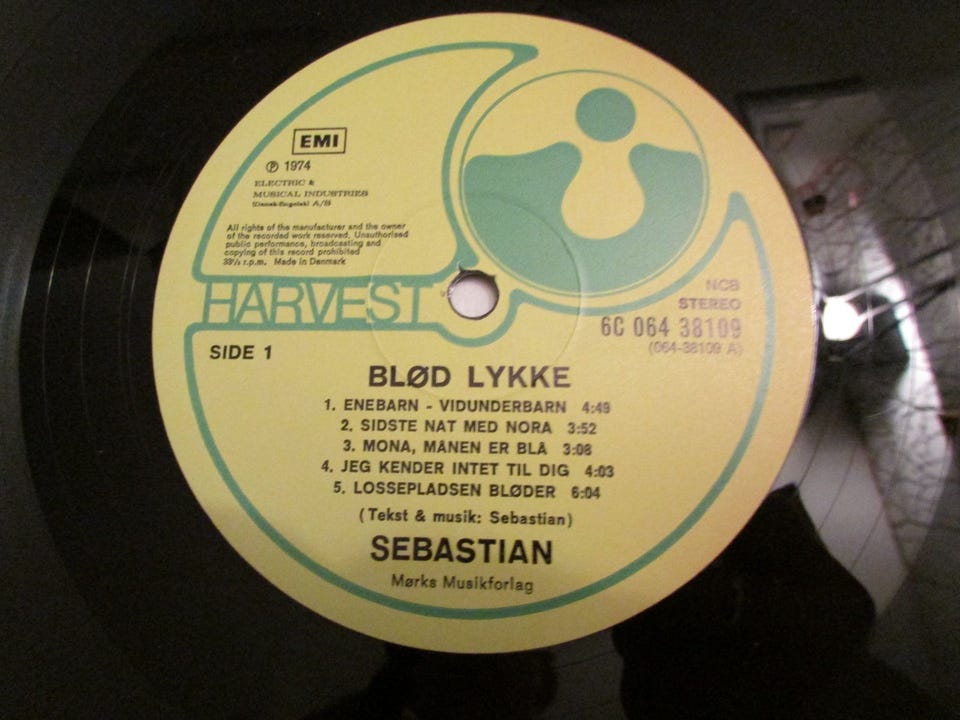 EMI
℗ 1974
ELECTRIC &
MUSICAL INDUSTRIES
(Dansk-Engelsk) A/S
All rights of the manufacturer and the owner
of the recorded work reserved. Unauthorised
public performance, broadcasting and
copying of this record prohibited
33⅓ r.p.m. Made in Denmark
HARVEST
NCB
STEREO
6C 064 38109
(064-38109 A)
SIDE 1
BLØD LYKKE
1. ENEBARN - VIDUNDERBARN 4:49
2. SIDSTE NAT MED NORA 3:52
3. MONA, MÅNEN ER BLÅ 3:08
4. JEG KENDER INTET TIL DIG 4:03
5. LOSSEPLADSEN BLØDER 6:04
(Tekst & musik: Sebastian)
SEBASTIAN
Mørks Musikforlag